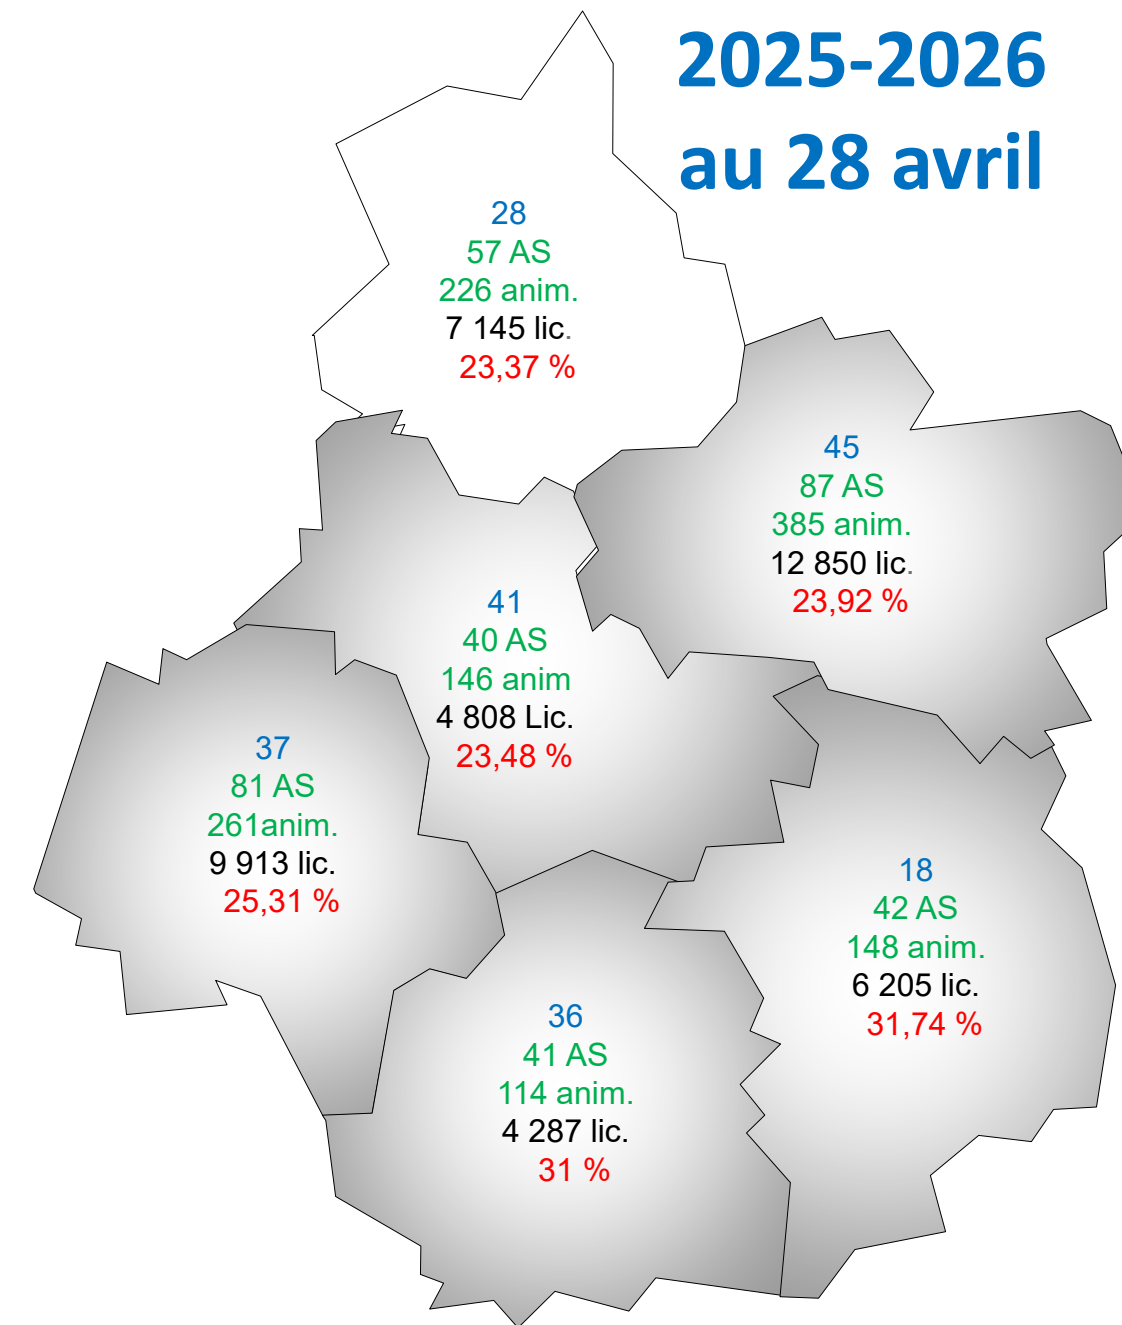 2025-2026
au 28 avril
28
57 AS
226 anim.
7 145 lic.
23,37 %
45
87 AS
385 anim.
12 850 lic.
23,92 %
41
40 AS
146 anim
4 808 Lic.
23,48 %
37
81 AS
261anim.
9 913 lic.
25,31 %
18
42 AS
148 anim.
6 205 lic.
31,74 %
36
41 AS
114 anim.
4 287 lic.
31 %